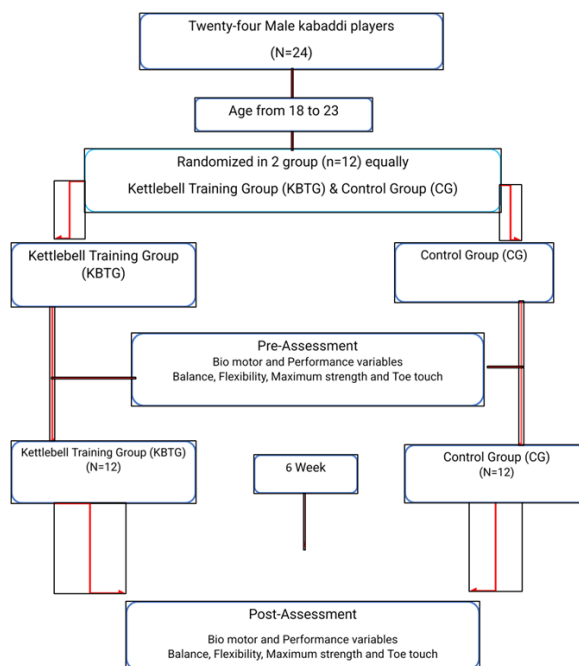 Twenty-four Male kabaddi players
(N=24)
Age from 18 to 23
Randomized in 2 group (n=12) equally
Kettlebell Training Group (KBTG) & Control Group (CG)
Kettlebell Training Group
(KBTG)
Control Group (CG)
Pre-Assessment
Bio motor and Performance variables
Balance, Flexibility, Maximum strength and Toe touch
Kettlebell Training Group (KBTG)
(N=12)
6 Week
Control Group (CG)
(N=12)
Post-Assessment
Bio motor and Performance variables
Balance, Flexibility, Maximum strength and Toe touch